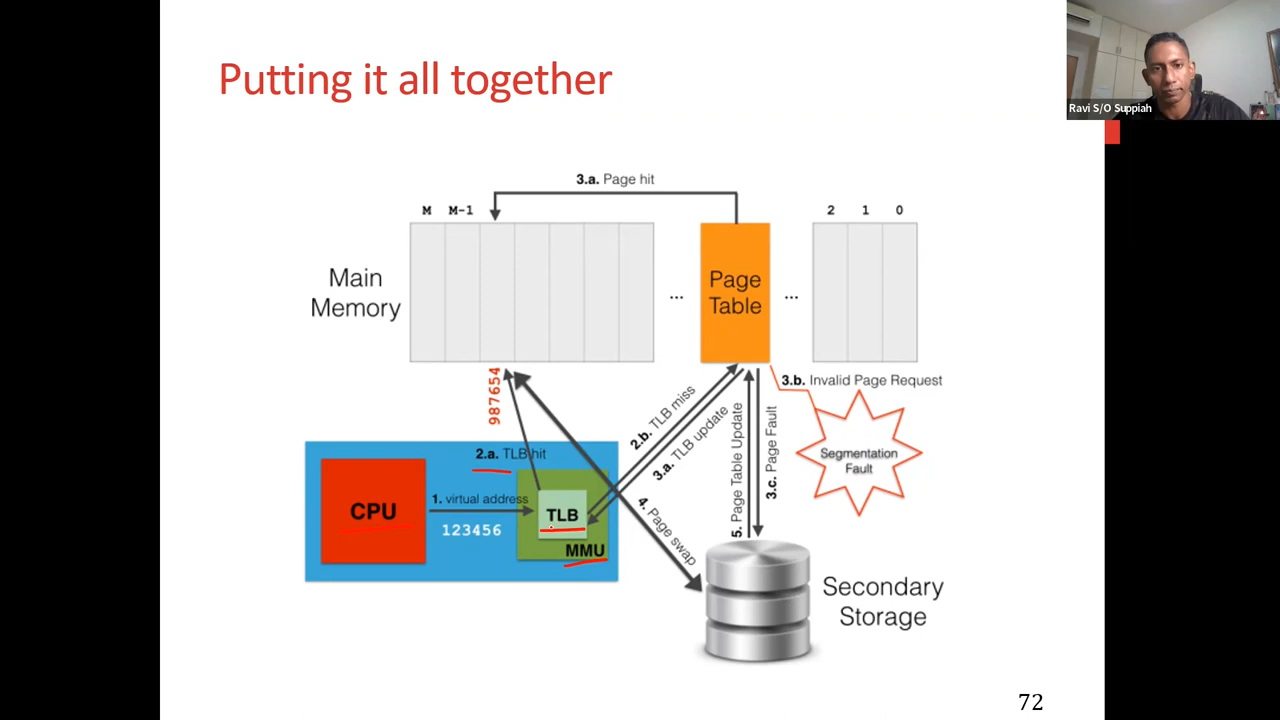 Putting it all together
Ravi S/O Suppiah
3.a. Page hit
M M-1
2 1 0
Main
Memory
...
Page
Table
...
987654
3.b. Invalid Page Request
2.b. TLB miss
3.a. TLB update
5. Page Table Update
3.c. Page Fault
Segmentation
Fault
2.a. TLB hit
CPU
1. virtual address
123456
TLB
MMU
4. Page swap
Secondary
Storage
72